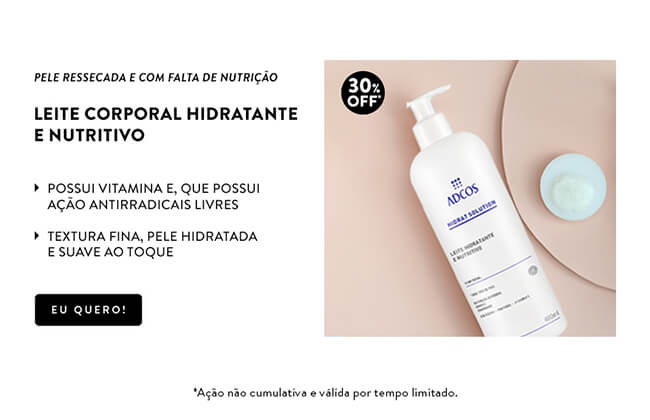 PELE RESSECADA E COM FALTA DE NUTRIÇÃO
LEITE CORPORAL HIDRATANTE
E NUTRITIVO
POSSUI VITAMINA E, QUE POSSUI
AÇÃO ANTIRRADICAIS LIVRES
TEXTURA FINA, PELE HIDRATADA
E SUAVE AO TOQUE
EU QUERO!
30%
OFF*
ADCOS
HIDRAT SOLUTION
LEITE HIDRATANTE
E NUTRITIVO
*Ação não cumulativa e válida por tempo limitado.